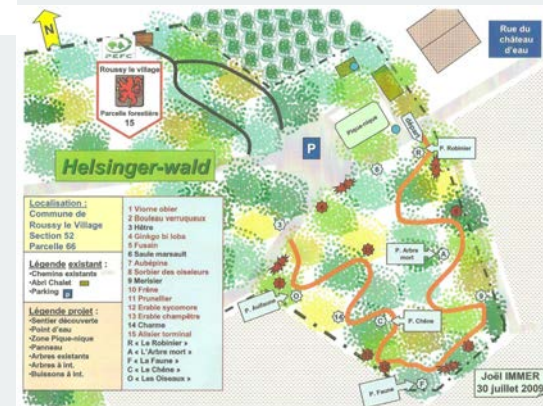 N
PEFC
Roussy le village
Parcelle forestière
15
Rue du
château
d'eau
P
Pique-nique
départ
R
P. Robinier
6
Helsinger-wald
Localisation :
Commune de
Roussy le Village
Section 52
Parcelle 66
Légende existant :
•Chemins existants
•Abri Chalet
•Parking P
Légende projet :
•Sentier découverte
•Point d'eau
•Zone Pique-nique
•Panneau
•Arbres existants
•Arbres à int.
•Buissons à int.
1 Viorne obier
2 Bouleau verruqueux
3 Hêtre
4 Ginkgo bi loba
5 Fusain
6 Saule marsault
7 Aubépine
8 Sorbier des oiseleurs
9 Merisier
10 Frêne
11 Prunellier
12 Erable sycomore
13 Erable champêtre
14 Charme
15 Alisier torminal
R « Le Robinier »
A « L'Arbre mort »
F « La Faune »
C « Le Chêne »
O « Les Oiseaux »
3
P. Arbre
mort
A
O
14
C
P. Chêne
9
P. Faune
F
Joël IMMER
30 juillet 2009